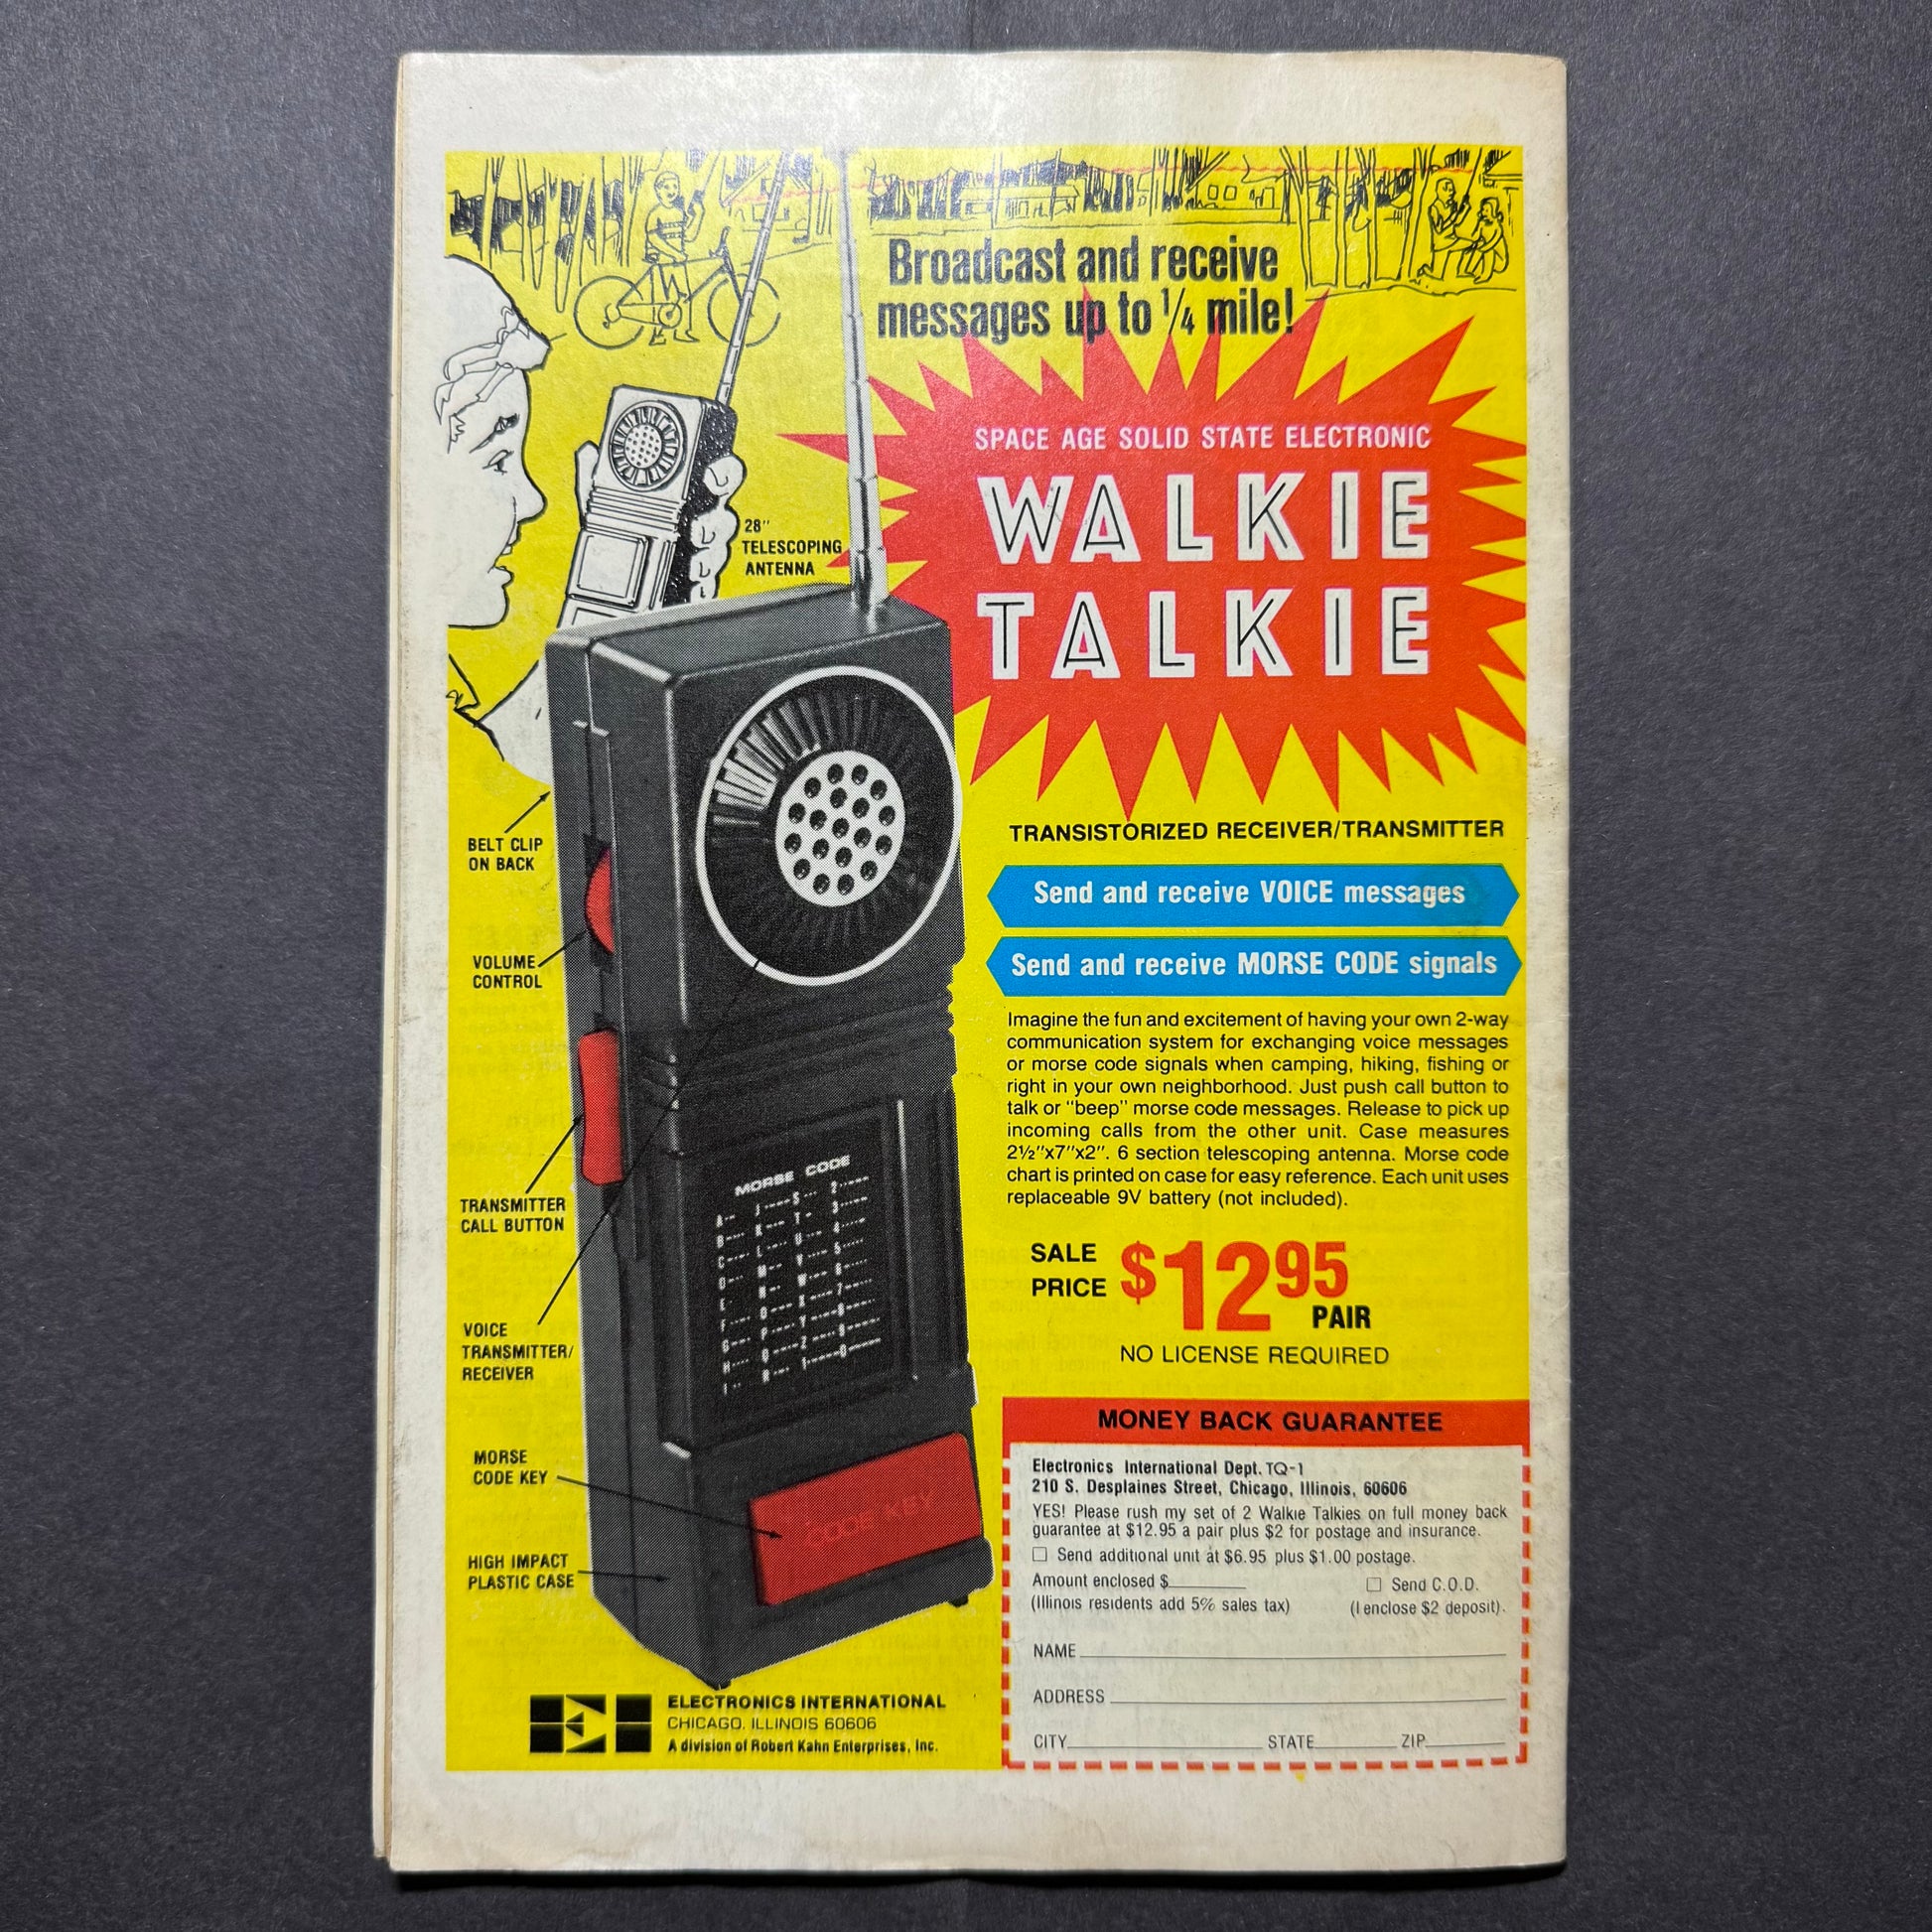 Broadcast and receive
messages up to 1/4 mile!
SPACE AGE SOLID STATE ELECTRONIC
WALKIE
TALKIE
28"
TELESCOPING
ANTENNA
BELT CLIP
ON BACK
VOLUME
CONTROL
TRANSMITTER
CALL BUTTON
VOICE
TRANSMITTER/
RECEIVER
MORSE
CODE KEY
HIGH IMPACT
PLASTIC CASE
MORSE CODE
CODE KEY
TRANSISTORIZED RECEIVER/TRANSMITTER
Send and receive VOICE messages
Send and receive MORSE CODE signals
Imagine the fun and excitement of having your own 2-way
communication system for exchanging voice messages
or morse code signals when camping, hiking, fishing or
right in your own neighborhood. Just push call button to
talk or "beep" morse code messages. Release to pick up
incoming calls from the other unit. Case measures
2½"x7"x2". 6 section telescoping antenna. Morse code
chart is printed on case for easy reference. Each unit uses
replaceable 9V battery (not included).
SALE
PRICE $12 95
PAIR
NO LICENSE REQUIRED
MONEY BACK GUARANTEE
Electronics International Dept. TQ-1
210 S. Desplaines Street, Chicago, Illinois, 60606
YES! Please rush my set of 2 Walkie Talkies on full money back
guarantee at $12.95 a pair plus $2 for postage and insurance.
Send additional unit at $6.95 plus $1.00 postage.
Amount enclosed $ Send C.O.D.
(Illinois residents add 5% sales tax) (I enclose $2 deposit).
NAME
ADDRESS
CITY STATE ZIP
ELECTRONICS INTERNATIONAL
CHICAGO, ILLINOIS 60606
A division of Robert Kahn Enterprises, Inc.